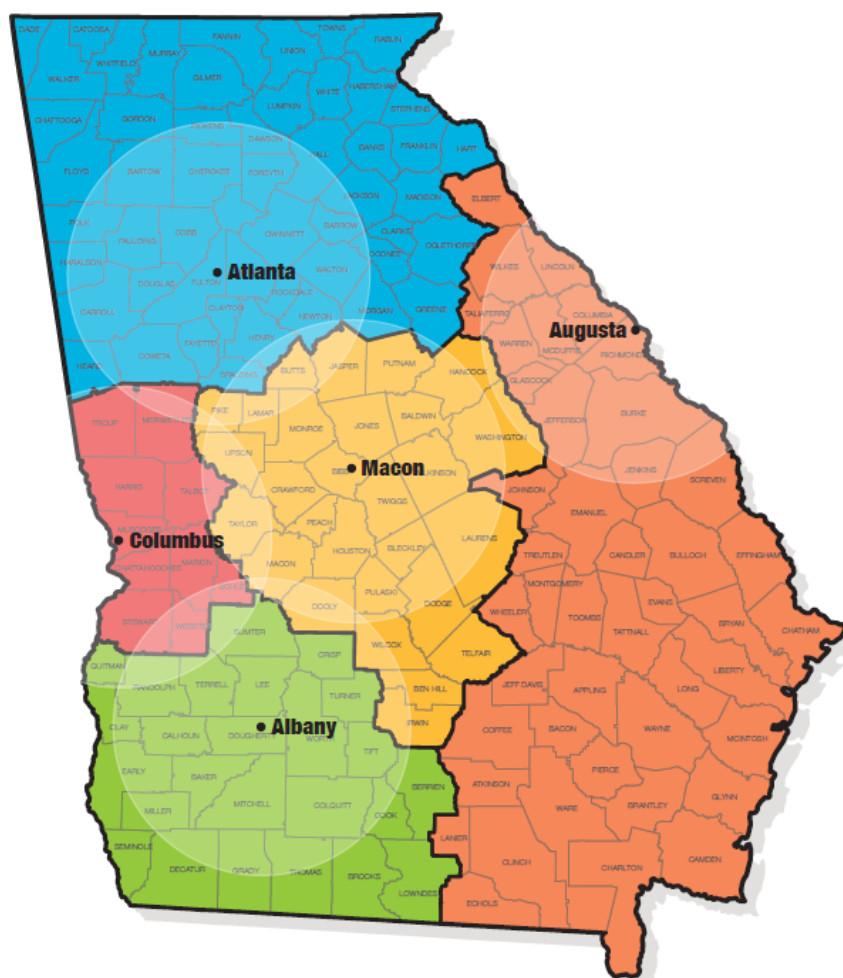 DADE
CATOOGA
WHITFIELD
MURRAY
FANNIN
UNION
TOWNS
RABUN
WALKER
GILMER
LUMPKIN
WHITE
HABERSHAM
STEPHENS
CHATTOOGA
GORDON
PICKENS
DAWSON
HALL
BANKS
FRANKLIN
HART
FLOYD
BARTOW
CHEROKEE
FORSYTH
JACKSON
MADISON
ELBERT
POLK
PAULDING
COBB
GWINNETT
BARROW
CLARKE
OCONEE
OGLETHORPE
HARALSON
DOUGLAS
FULTON
Atlanta
WALTON
WILKES
LINCOLN
CARROLL
CLAYTON
ROCKDALE
NEWTON
MORGAN
GREENE
TALIAFERRO
COLUMBIA
Augusta
HEARD
COWETA
FAYETTE
HENRY
SPALDING
WARREN
MCDUFFIE
RICHMOND
BUTTS
JASPER
PUTNAM
HANCOCK
GLASCOCK
TROUP
MERIWETHER
PIKE
LAMAR
MONROE
JONES
BALDWIN
WASHINGTON
JEFFERSON
BURKE
UPSON
BIBB
Macon
WILKINSON
JENKINS
SCREVEN
HARRIS
TALBOT
CRAWFORD
TWIGGS
JOHNSON
EMANUEL
MUSCOGEE
Columbus
TAYLOR
PEACH
HOUSTON
BLECKLEY
LAURENS
TREUTLEN
CANDLER
BULLOCH
EFFINGHAM
CHATTAHOOCHEE
MARION
MACON
PULASKI
DODGE
MONTGOMERY
WHEELER
TOOMBS
TATTNALL
EVANS
BRYAN
CHATHAM
STEWART
WEBSTER
SUMTER
DOOLY
WILCOX
TELFAIR
QUITMAN
RANDOLPH
TERRELL
LEE
CRISP
TURNER
BEN HILL
JEFF DAVIS
APPLING
LONG
LIBERTY
CLAY
CALHOUN
DOUGHERTY
Albany
WORTH
TIFT
IRWIN
COFFEE
BACON
WAYNE
MCINTOSH
EARLY
BAKER
MILLER
MITCHELL
COLQUITT
COOK
BERRIEN
ATKINSON
PIERCE
WARE
BRANTLEY
GLYNN
SEMINOLE
DECATUR
GRADY
THOMAS
BROOKS
LOWNDES
LANIER
CLINCH
ECHOLS
CHARLTON
CAMDEN